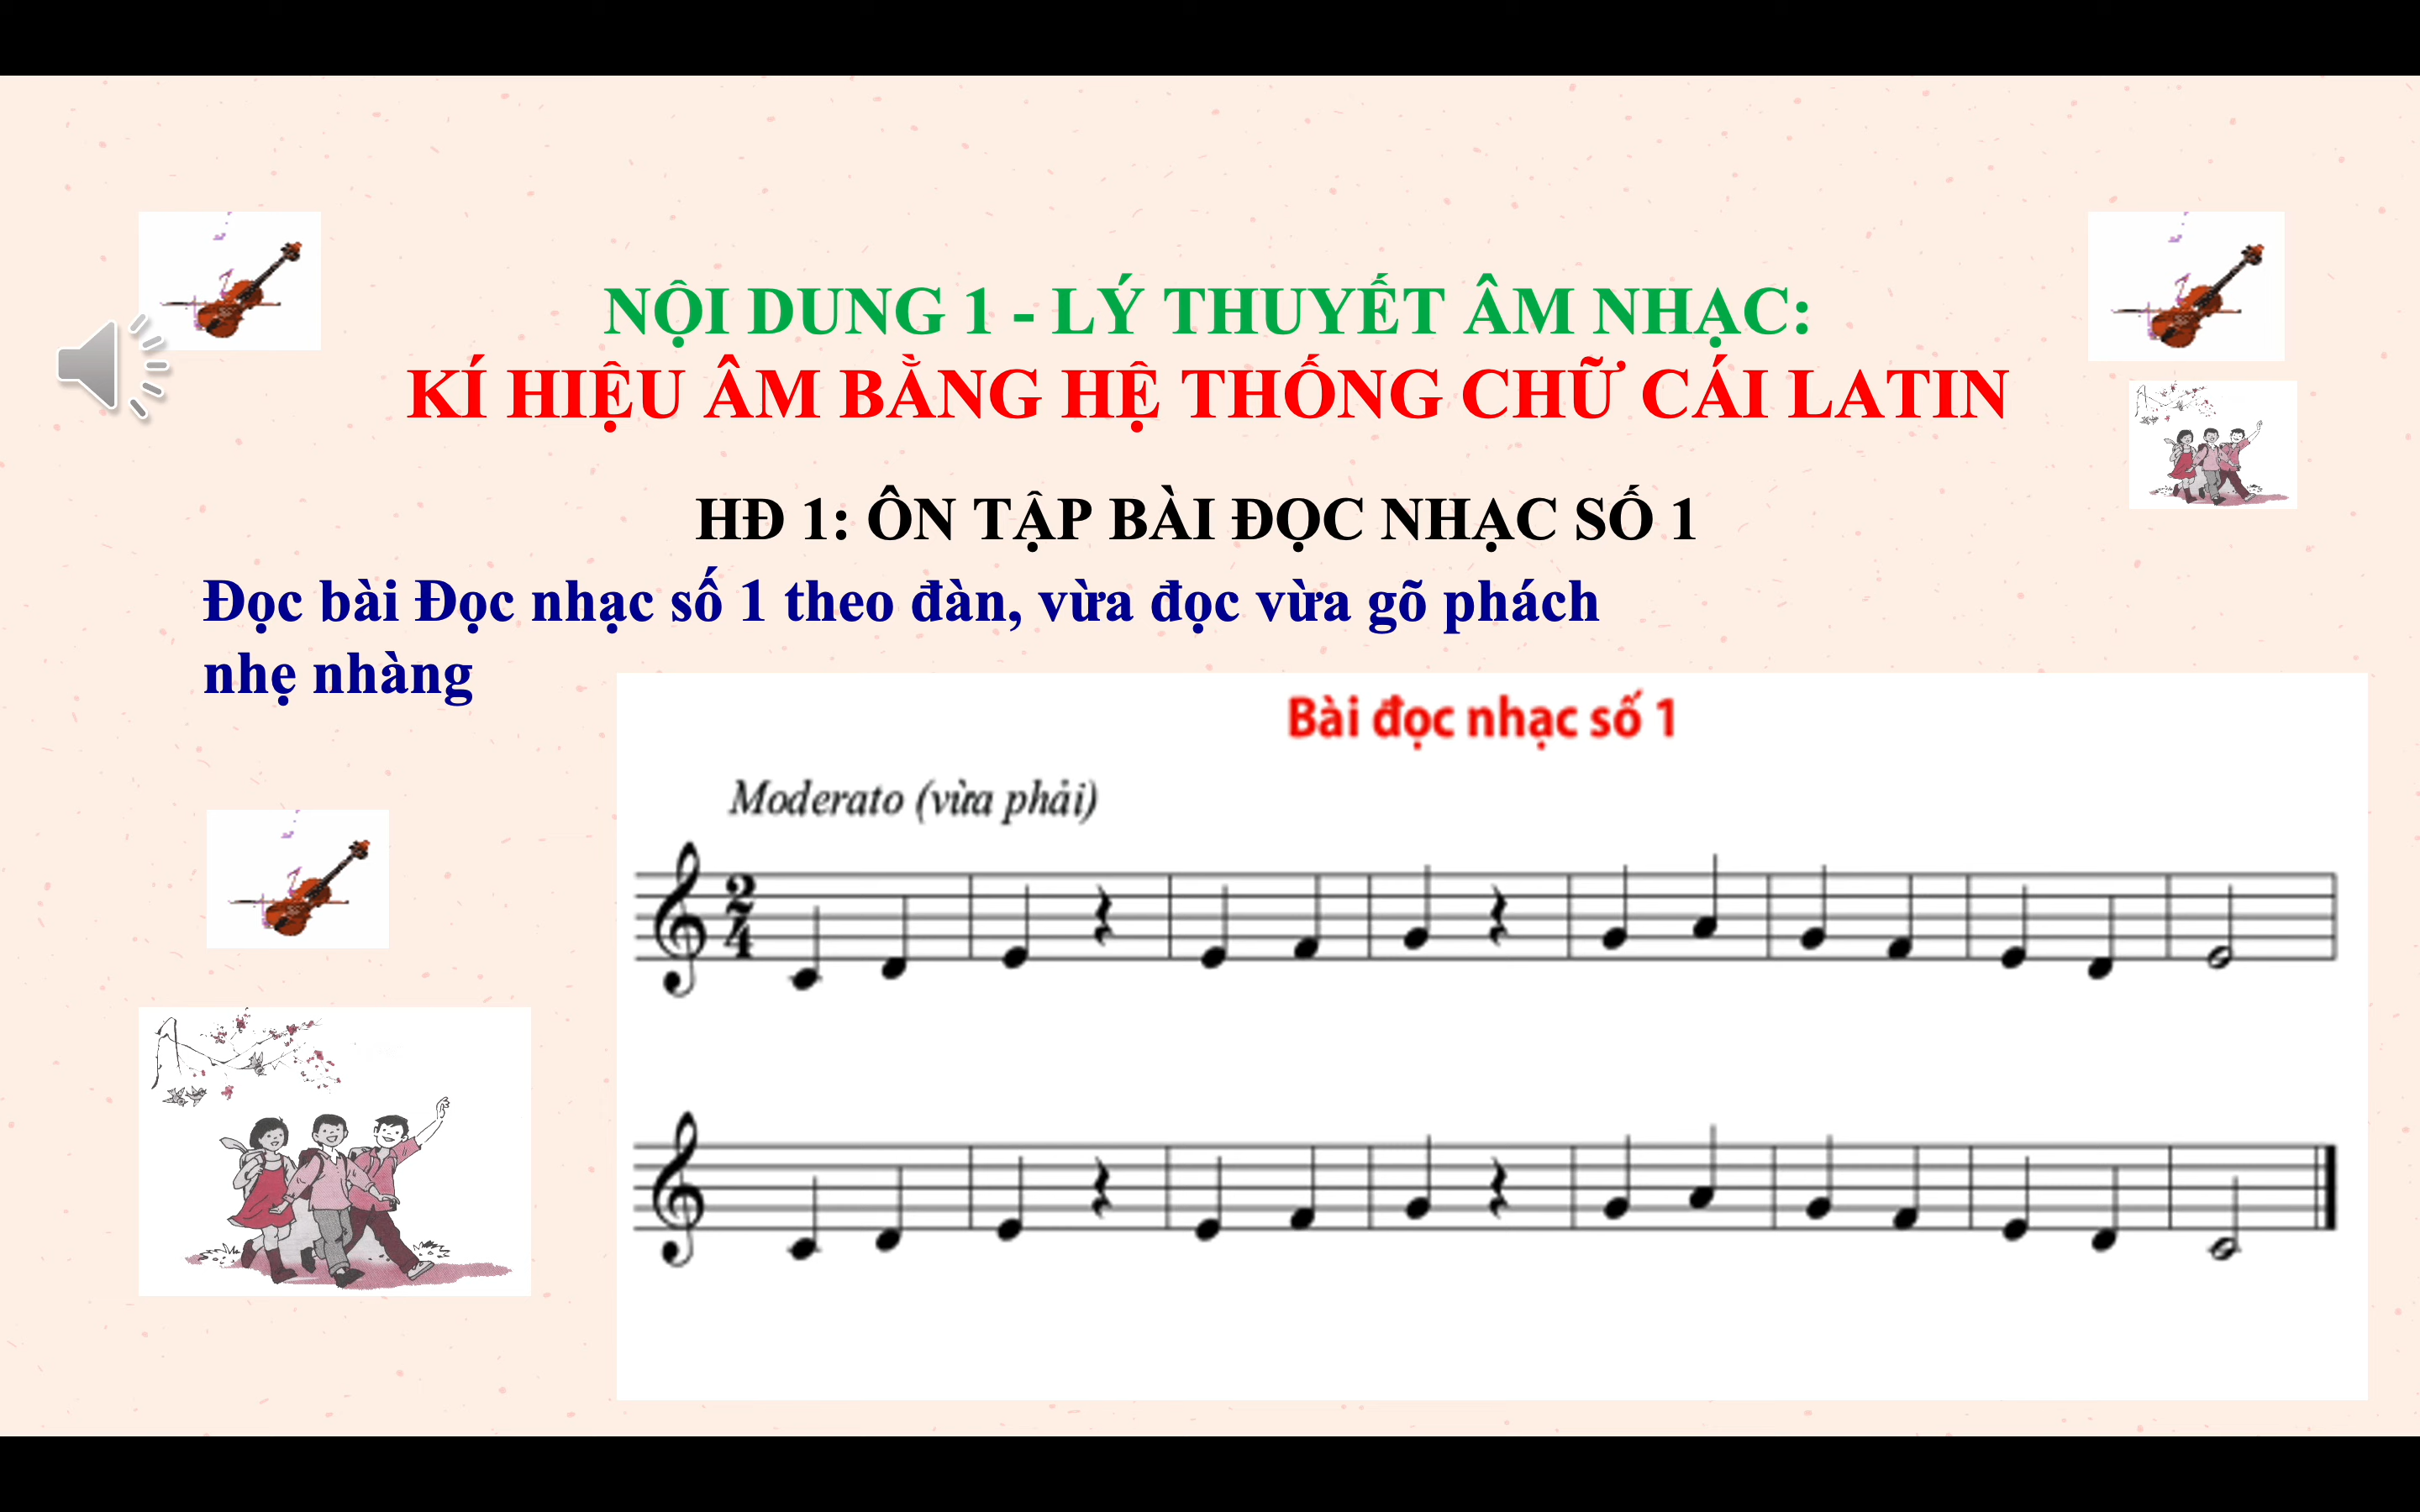 NỘI DUNG 1 - LÝ THUYẾT ÂM NHẠC:
KÍ HIỆU ÂM BẰNG HỆ THỐNG CHỮ CÁI LATIN
HĐ 1: ÔN TẬP BÀI ĐỌC NHẠC SỐ 1
Đọc bài Đọc nhạc số 1 theo đàn, vừa đọc vừa gõ phách
nhẹ nhàng
Bài đọc nhạc số 1
Moderato (vừa phải)
2
4